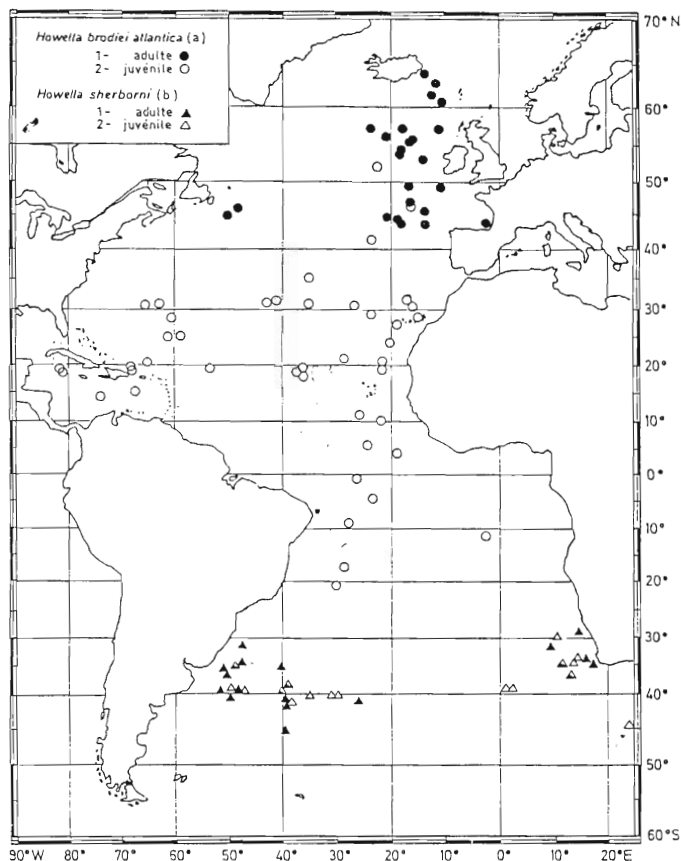 Howella brodiei atlantica (a)
1- adulte ●
2- juvénile ○
Howella sherborni (b)
1- adulte ▲
2- juvénile △
70° N
60°
50°
40°
30°
20°
10°
0°
10°
20°
30°
40°
50°
60° S
90° W 80° 70° 60° 50° 40° 30° 20° 10° 0° 10° 20° E